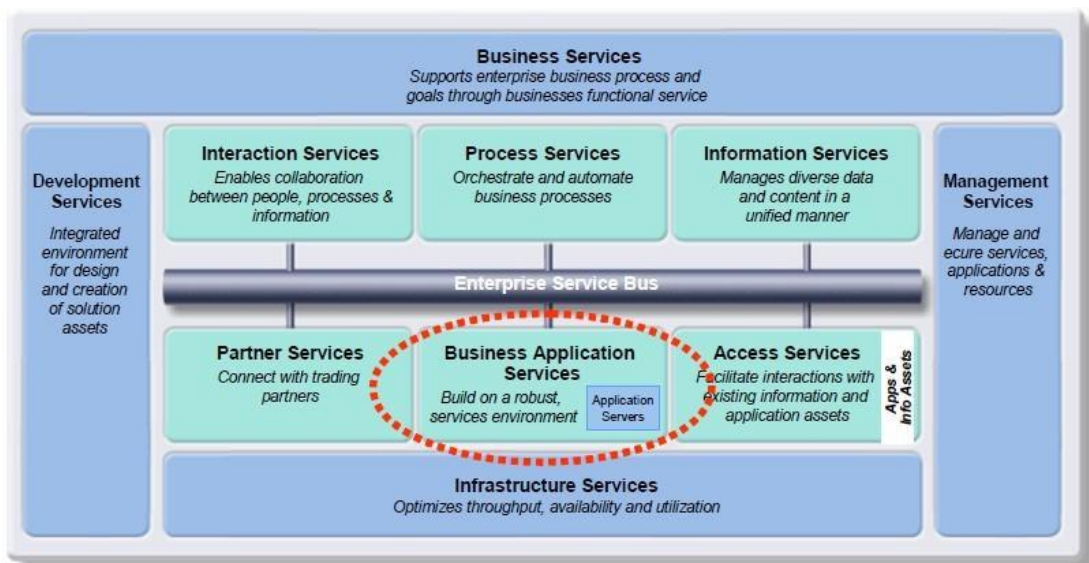 Business Services
Supports enterprise business process and
goals through businesses functional service
Development
Services
Integrated
environment
for design
and creation
of solution
assets
Interaction Services
Enables collaboration
between people, processes &
information
Process Services
Orchestrate and automate
business processes
Information Services
Manages diverse data
and content in a
unified manner
Management
Services
Manage and
ecure services,
applications &
resources
Enterprise Service Bus
Partner Services
Connect with trading
partners
Business Application
Services
Build on a robust,
services environment
Application
Servers
Access Services
Facilitate interactions with
existing information and
application assets
Apps &
Info Assets
Infrastructure Services
Optimizes throughput, availability and utilization